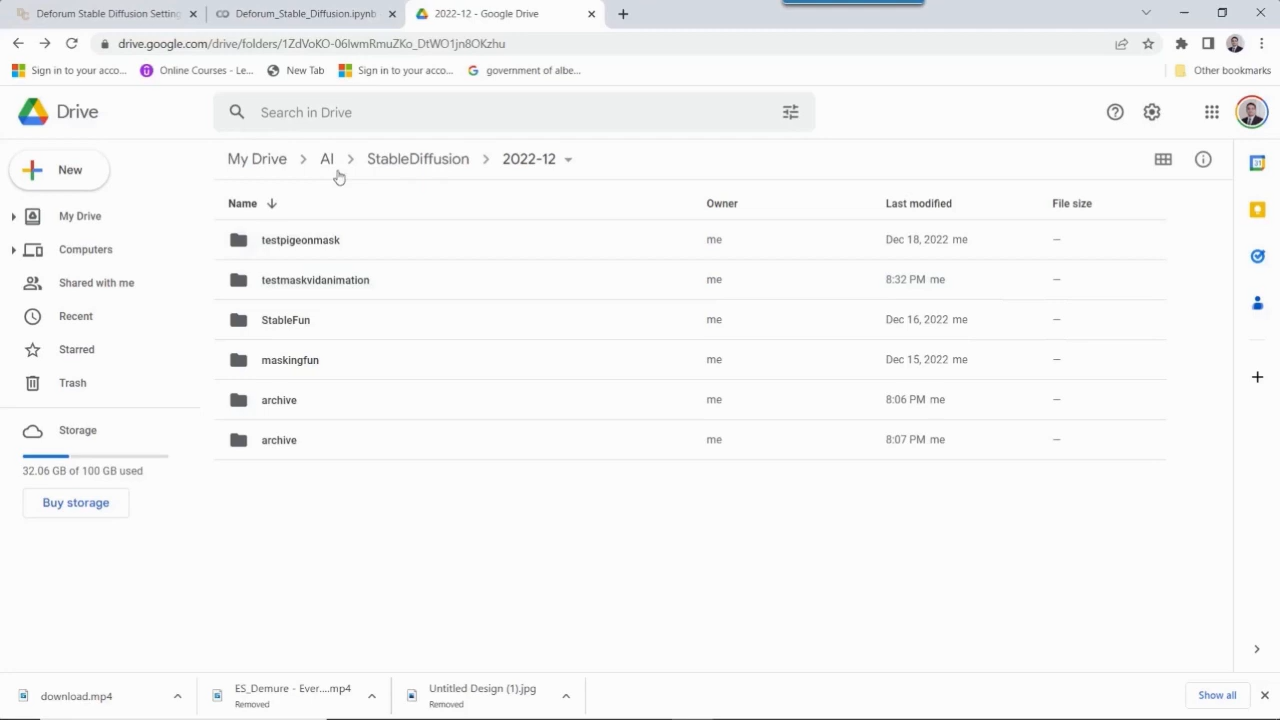 Deforum Stable Diffusion Setting
Deforum_Stable_Diffusion.ipynb
2022-12 - Google Drive
drive.google.com/drive/folders/1ZdVoKO-06IwmRmuZKo_DtWO1jn8OKzhu
Sign in to your acco...
Online Courses - Le...
New Tab
Sign in to your acco...
government of albe...
Other bookmarks
Drive
Search in Drive
New
My Drive > AI > StableDiffusion > 2022-12
Name
Owner
Last modified
File size
My Drive
Computers
Shared with me
Recent
Starred
Trash
Storage
32.06 GB of 100 GB used
Buy storage
testpigeonmask me Dec 18, 2022 me –
testmaskvidanimation me 8:32 PM me –
StableFun me Dec 16, 2022 me –
maskingfun me Dec 15, 2022 me –
archive me 8:06 PM me –
archive me 8:07 PM me –
31
download.mp4
ES_Demure - Ever....mp4
Removed
Untitled Design (1).jpg
Removed
Show all